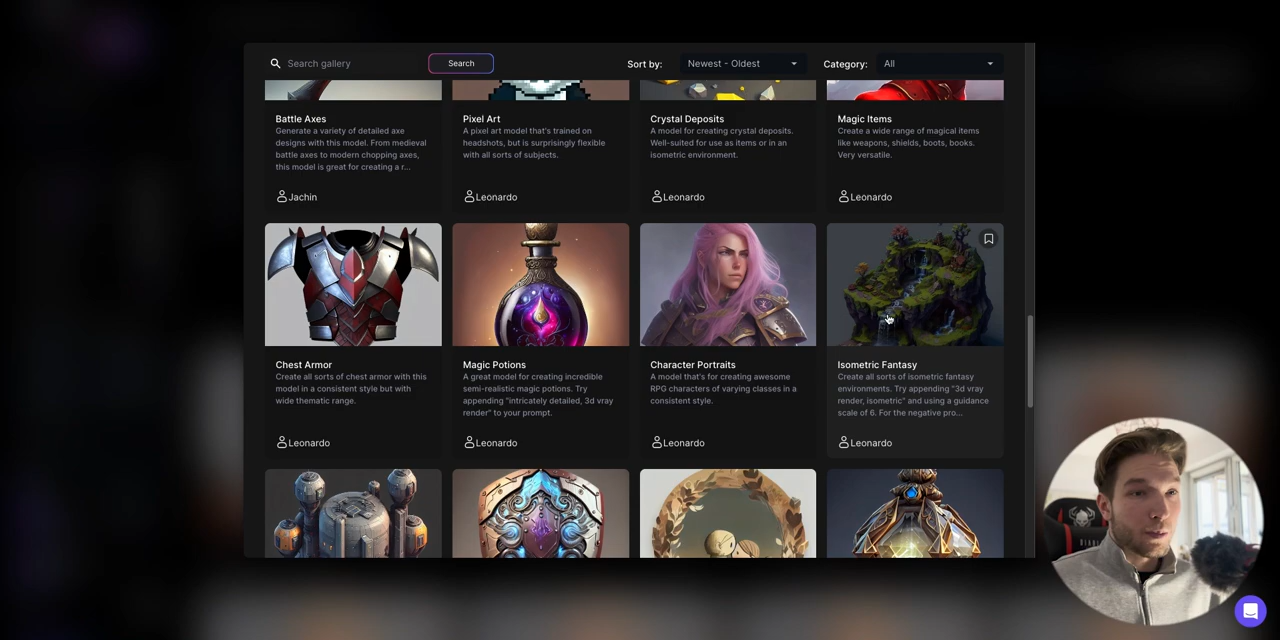 Search gallery
Search
Sort by:
Newest - Oldest
Category:
All
Battle Axes
Generate a variety of detailed axe
designs with this model. From medieval
battle axes to modern chopping axes,
this model is great for creating a r...
Jachin
Pixel Art
A pixel art model that's trained on
headshots, but is surprisingly flexible
with all sorts of subjects.
Leonardo
Crystal Deposits
A model for creating crystal deposits.
Well-suited for use as items or in an
isometric environment.
Leonardo
Magic Items
Create a wide range of magical items
like weapons, shields, boots, books.
Very versatile.
Leonardo
Chest Armor
Create all sorts of chest armor with this
model in a consistent style but with
wide thematic range.
Leonardo
Magic Potions
A great model for creating incredible
semi-realistic magic potions. Try
appending "intricately detailed, 3d vray
render" to your prompt.
Leonardo
Character Portraits
A model that's for creating awesome
RPG characters of varying classes in a
consistent style.
Leonardo
Isometric Fantasy
Create all sorts of isometric fantasy
environments. Try appending "3d vray
render, isometric" and using a guidance
scale of 6. For the negative pro...
Leonardo